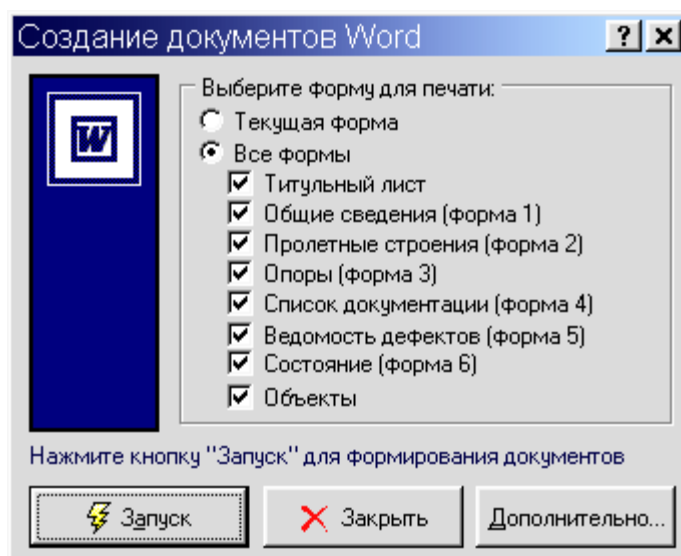 Создание документов Word
Выберите форму для печати:
Текущая форма
Все формы
Титульный лист
Общие сведения (форма 1)
Пролетные строения (форма 2)
Опоры (форма 3)
Список документации (форма 4)
Ведомость дефектов (форма 5)
Состояние (форма 6)
Объекты
Нажмите кнопку "Запуск" для формирования документов
Запуск Закрыть Дополнительно...